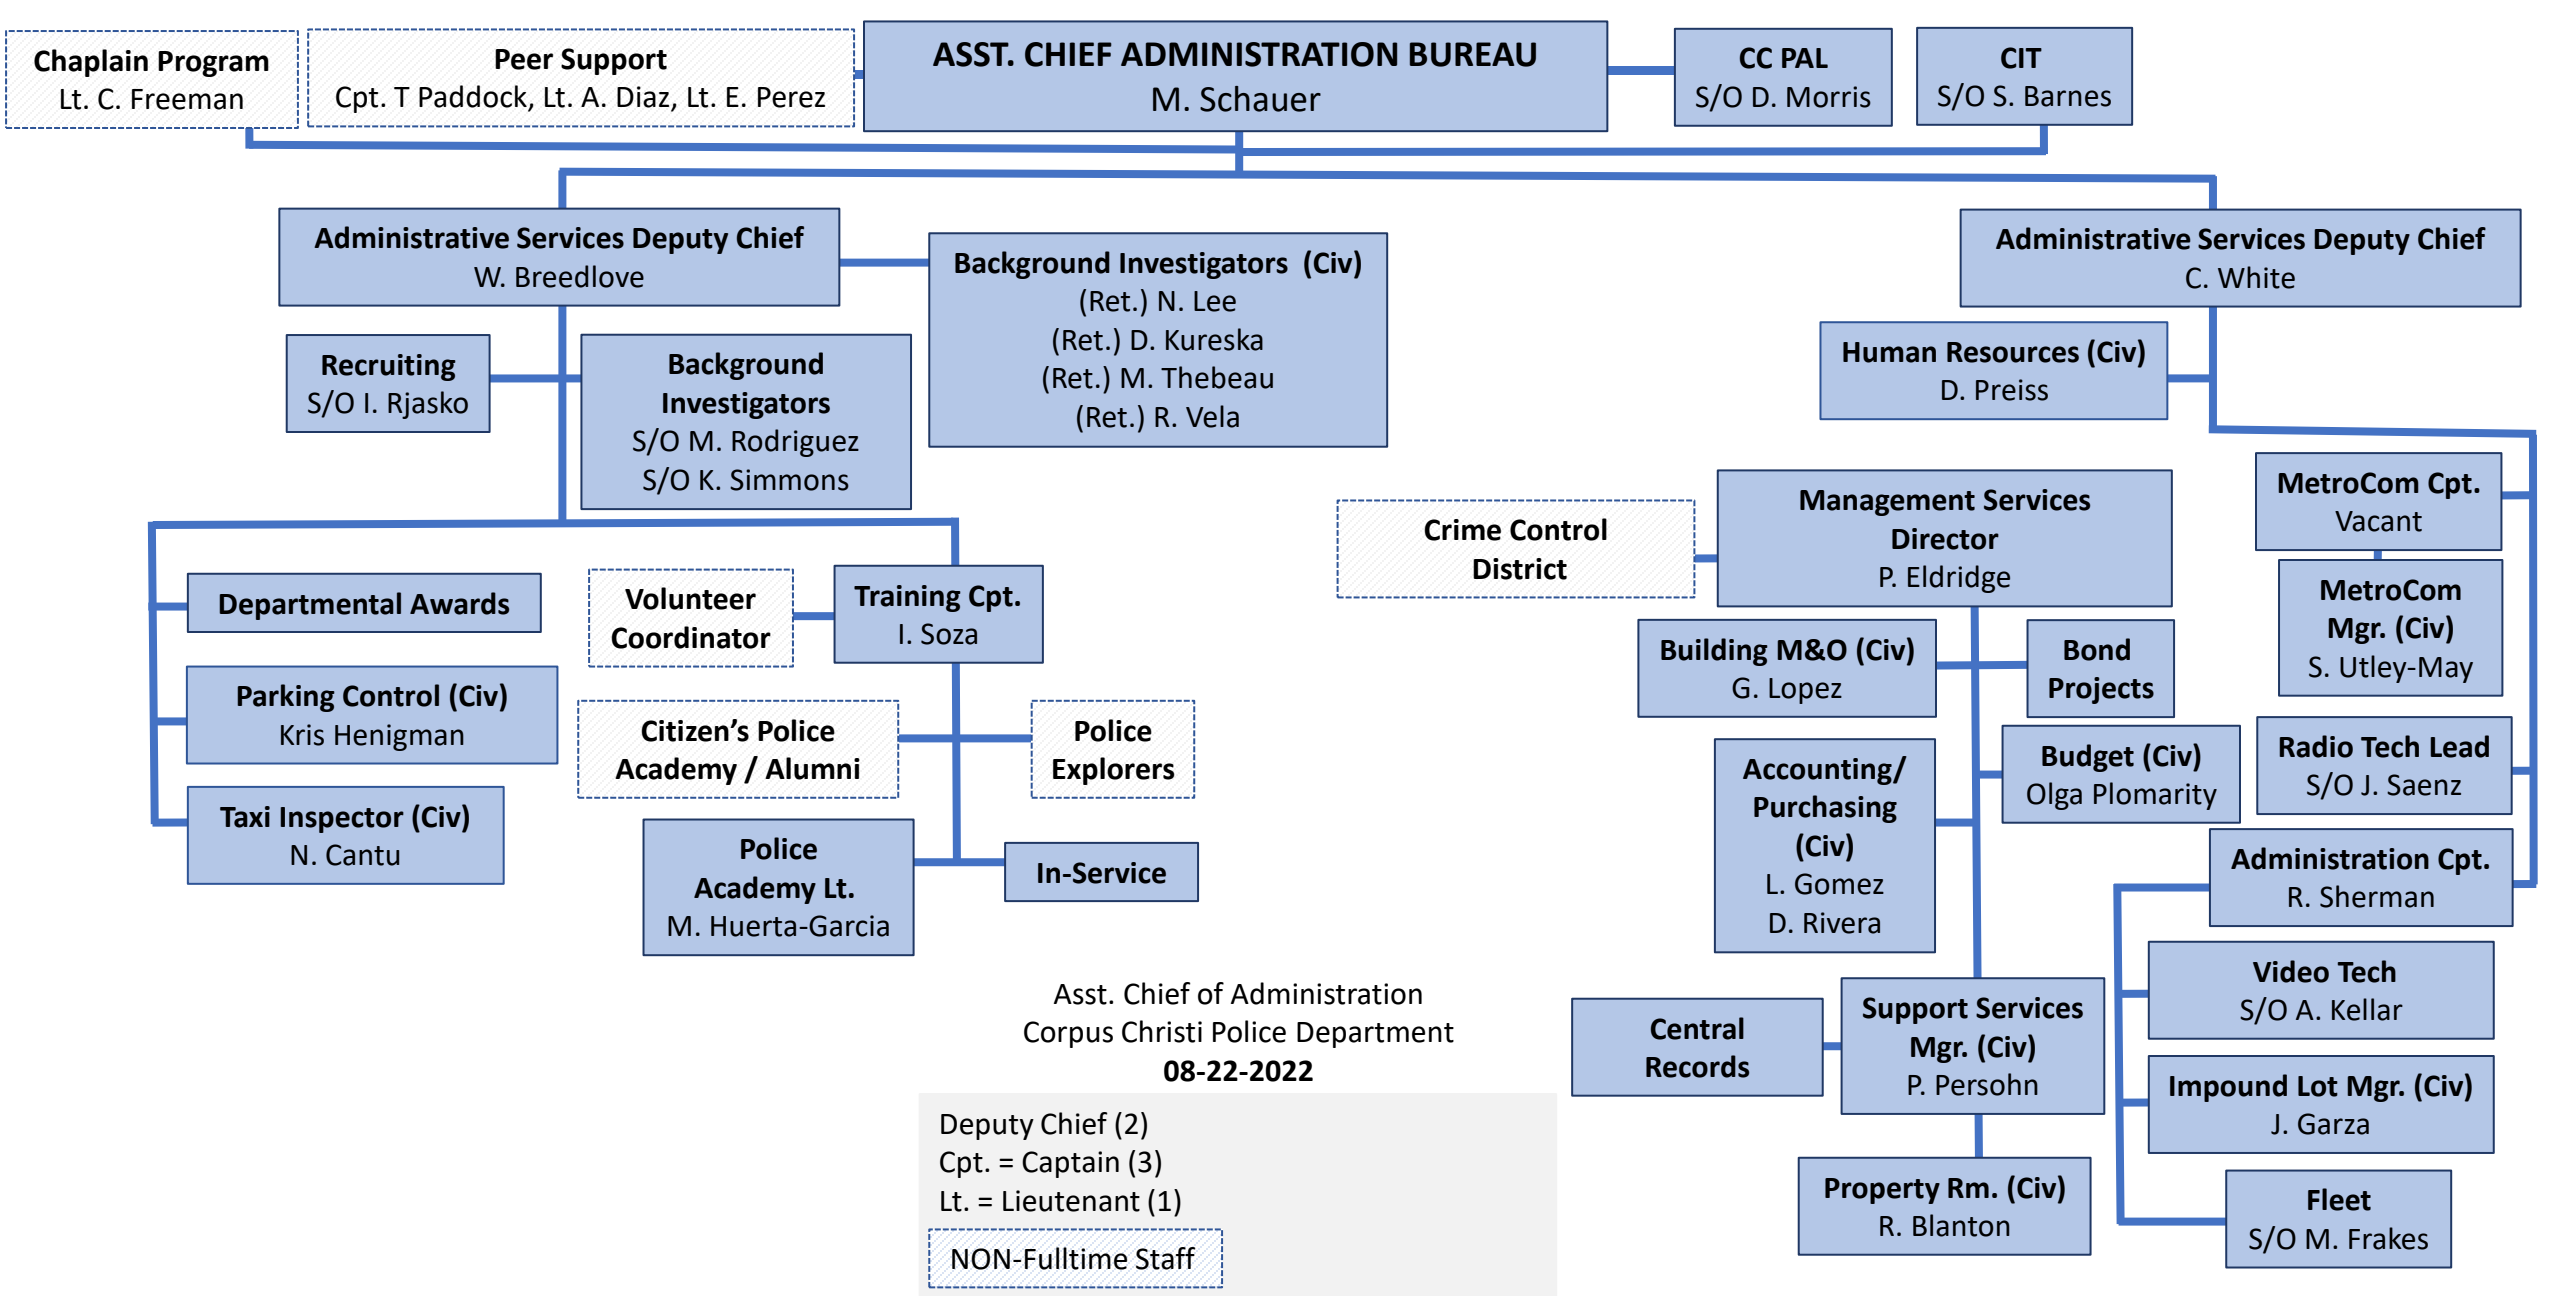 Chaplain Program
Lt. C. Freeman
Peer Support
Cpt. T Paddock, Lt. A. Diaz, Lt. E. Perez
ASST. CHIEF ADMINISTRATION BUREAU
M. Schauer
CC PAL
S/O D. Morris
CIT
S/O S. Barnes
Administrative Services Deputy Chief
W. Breedlove
Background Investigators (Civ)
(Ret.) N. Lee
(Ret.) D. Kureska
(Ret.) M. Thebeau
(Ret.) R. Vela
Administrative Services Deputy Chief
C. White
Recruiting
S/O I. Rjasko
Background
Investigators
S/O M. Rodriguez
S/O K. Simmons
Human Resources (Civ)
D. Preiss
Departmental Awards
Parking Control (Civ)
Kris Henigman
Taxi Inspector (Civ)
N. Cantu
Volunteer
Coordinator
Training Cpt.
I. Soza
Citizen’s Police
Academy / Alumni
Police
Explorers
Police
Academy Lt.
M. Huerta-Garcia
In-Service
Crime Control
District
Management Services
Director
P. Eldridge
Building M&O (Civ)
G. Lopez
Bond
Projects
Accounting/
Purchasing
(Civ)
L. Gomez
D. Rivera
Budget (Civ)
Olga Plomarity
Central
Records
Support Services
Mgr. (Civ)
P. Persohn
Property Rm. (Civ)
R. Blanton
MetroCom Cpt.
Vacant
MetroCom
Mgr. (Civ)
S. Utley-May
Radio Tech Lead
S/O J. Saenz
Administration Cpt.
R. Sherman
Video Tech
S/O A. Kellar
Impound Lot Mgr. (Civ)
J. Garza
Fleet
S/O M. Frakes
Asst. Chief of Administration
Corpus Christi Police Department
08-22-2022
Deputy Chief (2)
Cpt. = Captain (3)
Lt. = Lieutenant (1)
NON-Fulltime Staff